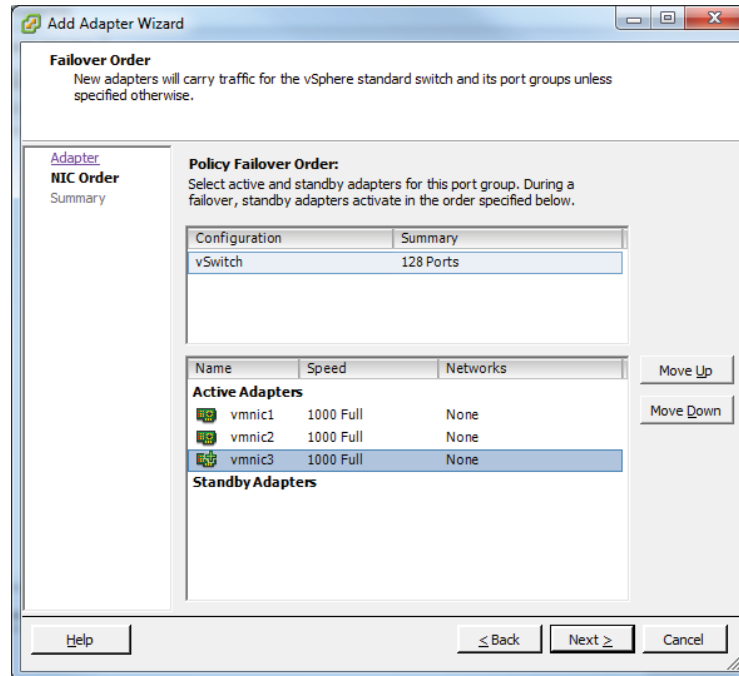 Add Adapter Wizard
Failover Order
New adapters will carry traffic for the vSphere standard switch and its port groups unless
specified otherwise.
Adapter
NIC Order
Summary
Policy Failover Order:
Select active and standby adapters for this port group. During a
failover, standby adapters activate in the order specified below.
Configuration Summary
vSwitch 128 Ports
Name Speed Networks
Active Adapters
vmnic1 1000 Full None
vmnic2 1000 Full None
vmnic3 1000 Full None
Standby Adapters
Move Up
Move Down
Help < Back Next > Cancel